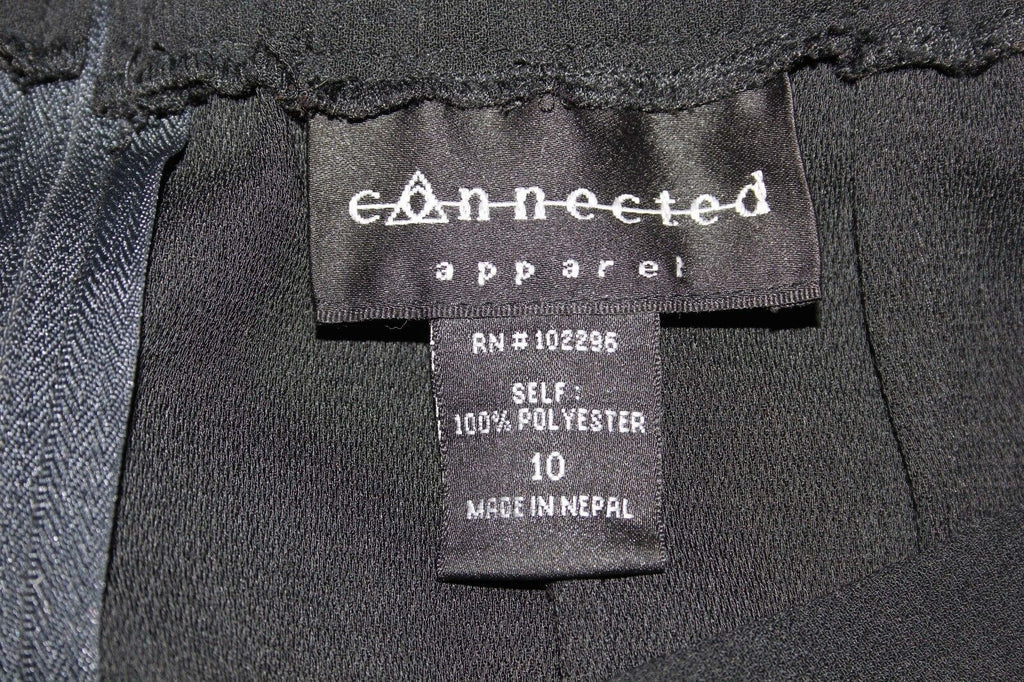 connected
apparel
RN # 102296
SELF :
100% POLYESTER
10
MADE IN NEPAL